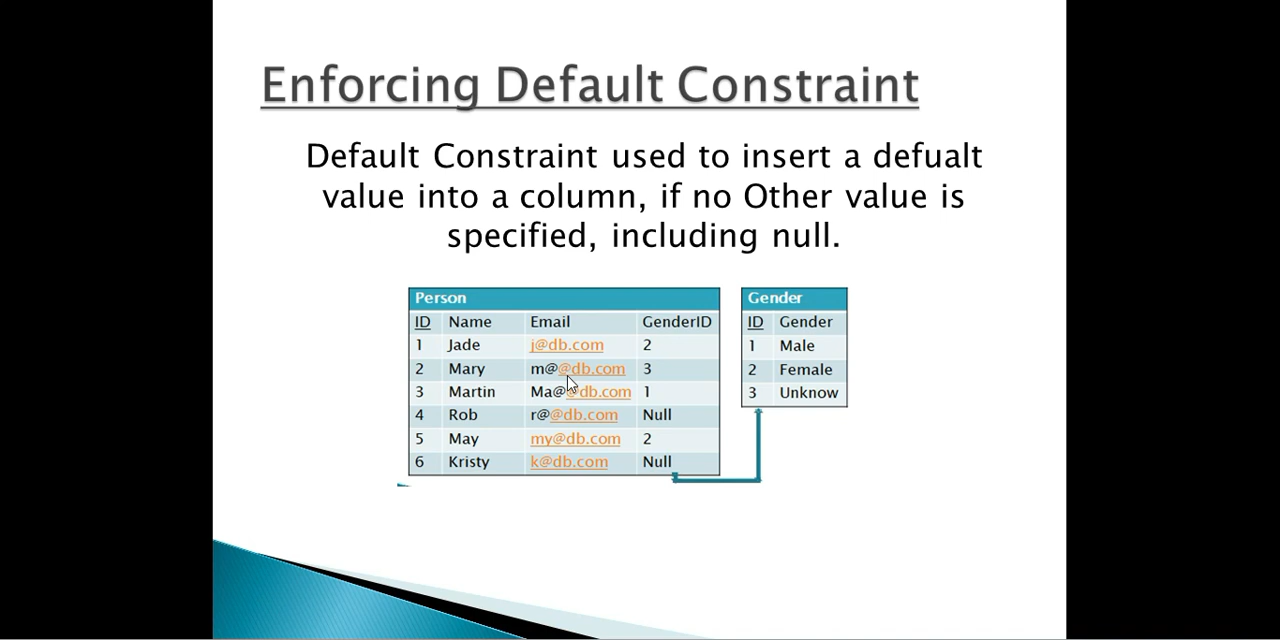 Enforcing Default Constraint
Default Constraint used to insert a defualt
value into a column, if no Other value is
specified, including null.
Person
ID Name Email GenderID
1 Jade j@db.com 2
2 Mary m@@db.com 3
3 Martin Ma@@db.com 1
4 Rob r@@db.com Null
5 May my@db.com 2
6 Kristy k@db.com Null
Gender
ID Gender
1 Male
2 Female
3 Unknow